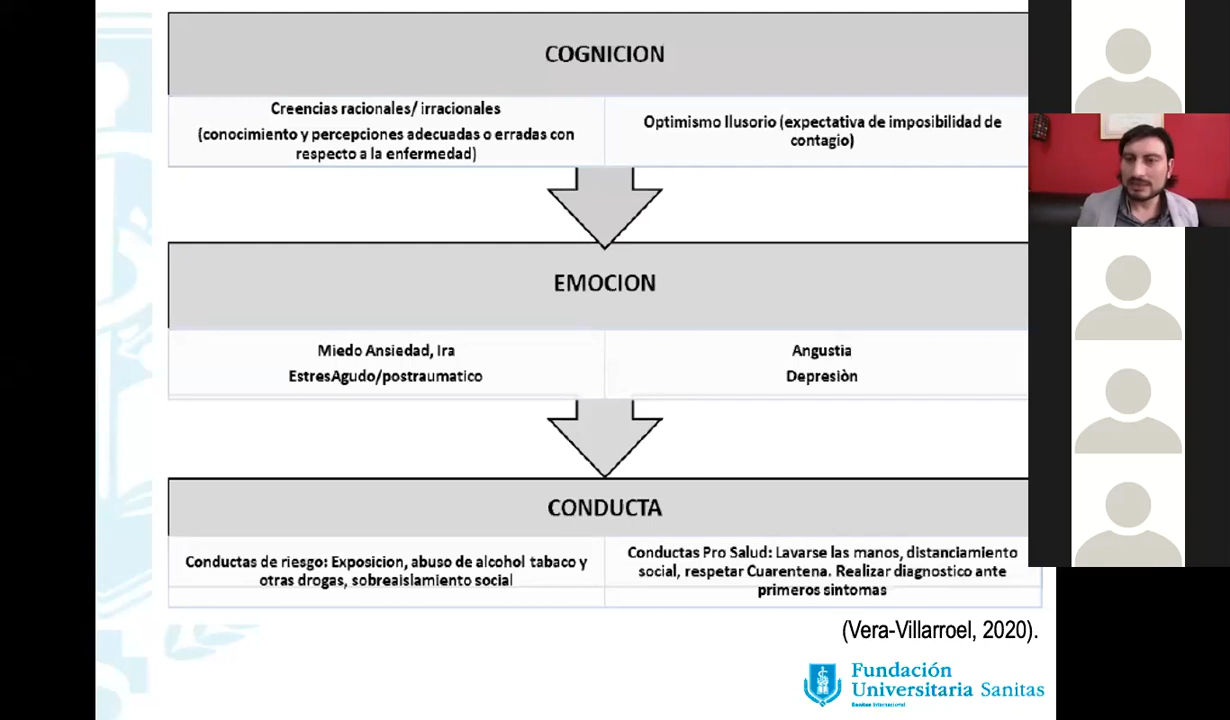 COGNICION
Creencias racionales/ irracionales
(conocimiento y percepciones adecuadas o erradas con
respecto a la enfermedad)
Optimismo Ilusorio (expectativa de imposibilidad de
contagio)
EMOCION
Miedo Ansiedad, Ira
EstresAgudo/postraumatico
Angustia
Depresiòn
CONDUCTA
Conductas de riesgo: Exposicion, abuso de alcohol tabaco y
otras drogas, sobreaislamiento social
Conductas Pro Salud: Lavarse las manos, distanciamiento
social, respetar Cuarentena. Realizar diagnostico ante
primeros sintomas
(Vera-Villarroel, 2020).
Fundación
Universitaria Sanitas
Sanitas Internacional